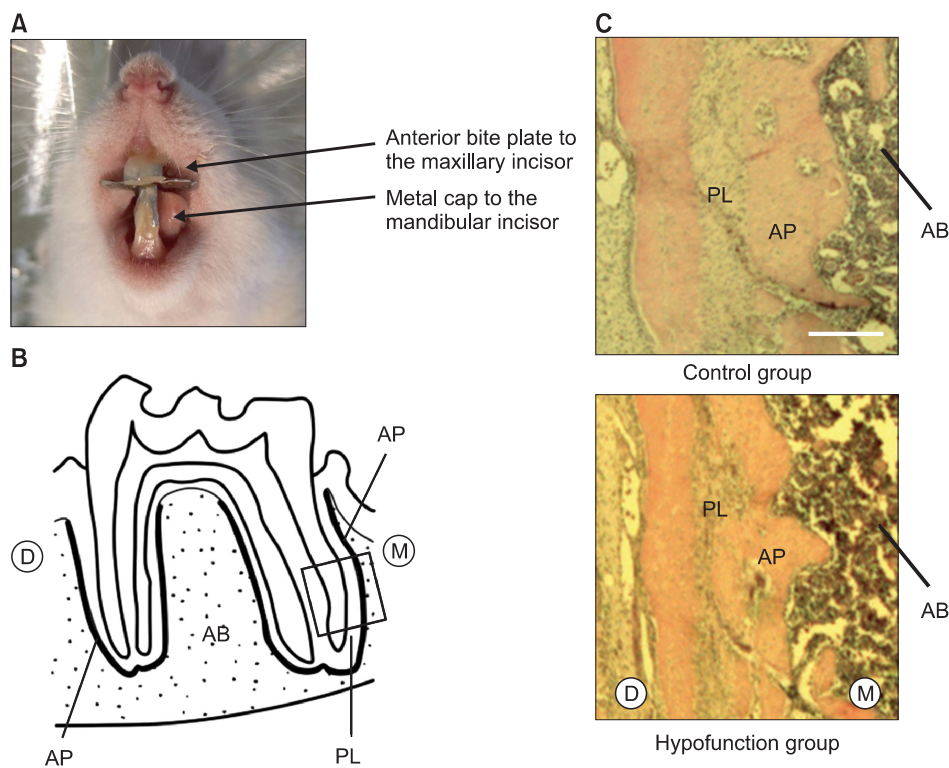 A
Anterior bite plate to
the maxillary incisor
Metal cap to the
mandibular incisor
B
AP
D
M
AB
AP
PL
C
PL
AP
AB
Control group
PL
AP
AB
D
M
Hypofunction group